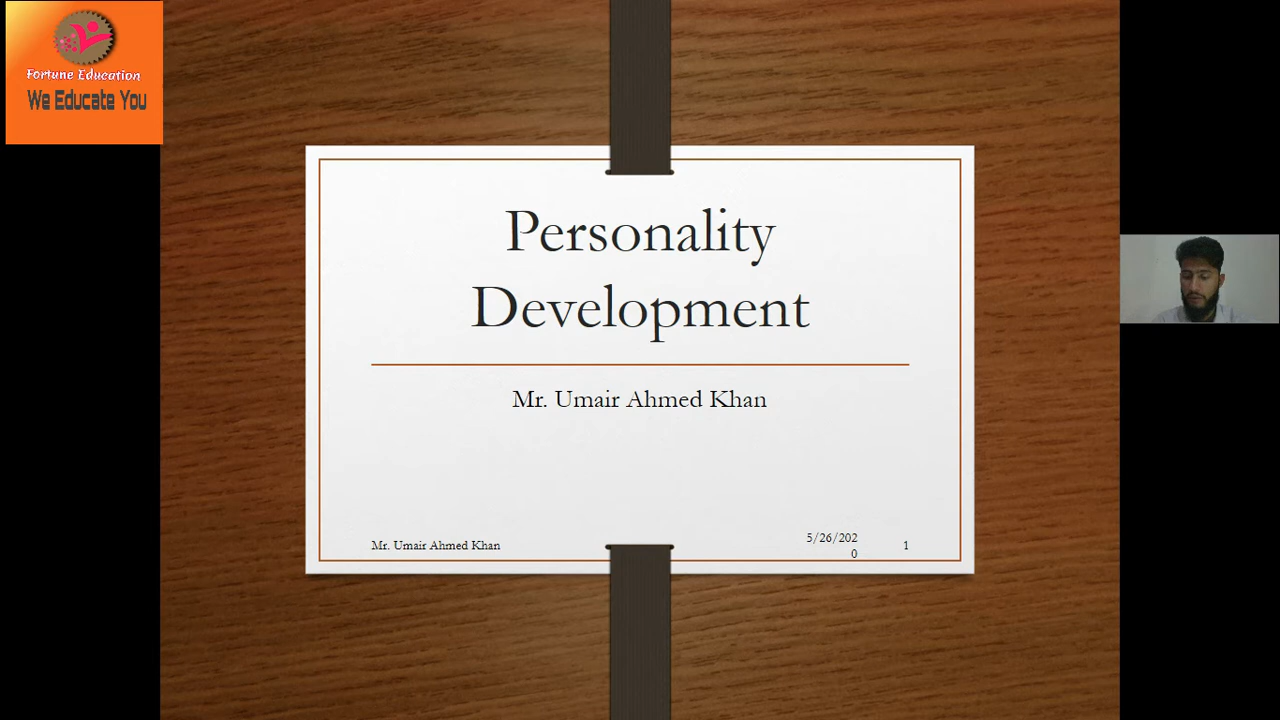 Fortune Education
We Educate You
Personality
Development
Mr. Umair Ahmed Khan
Mr. Umair Ahmed Khan
5/26/202
0
1